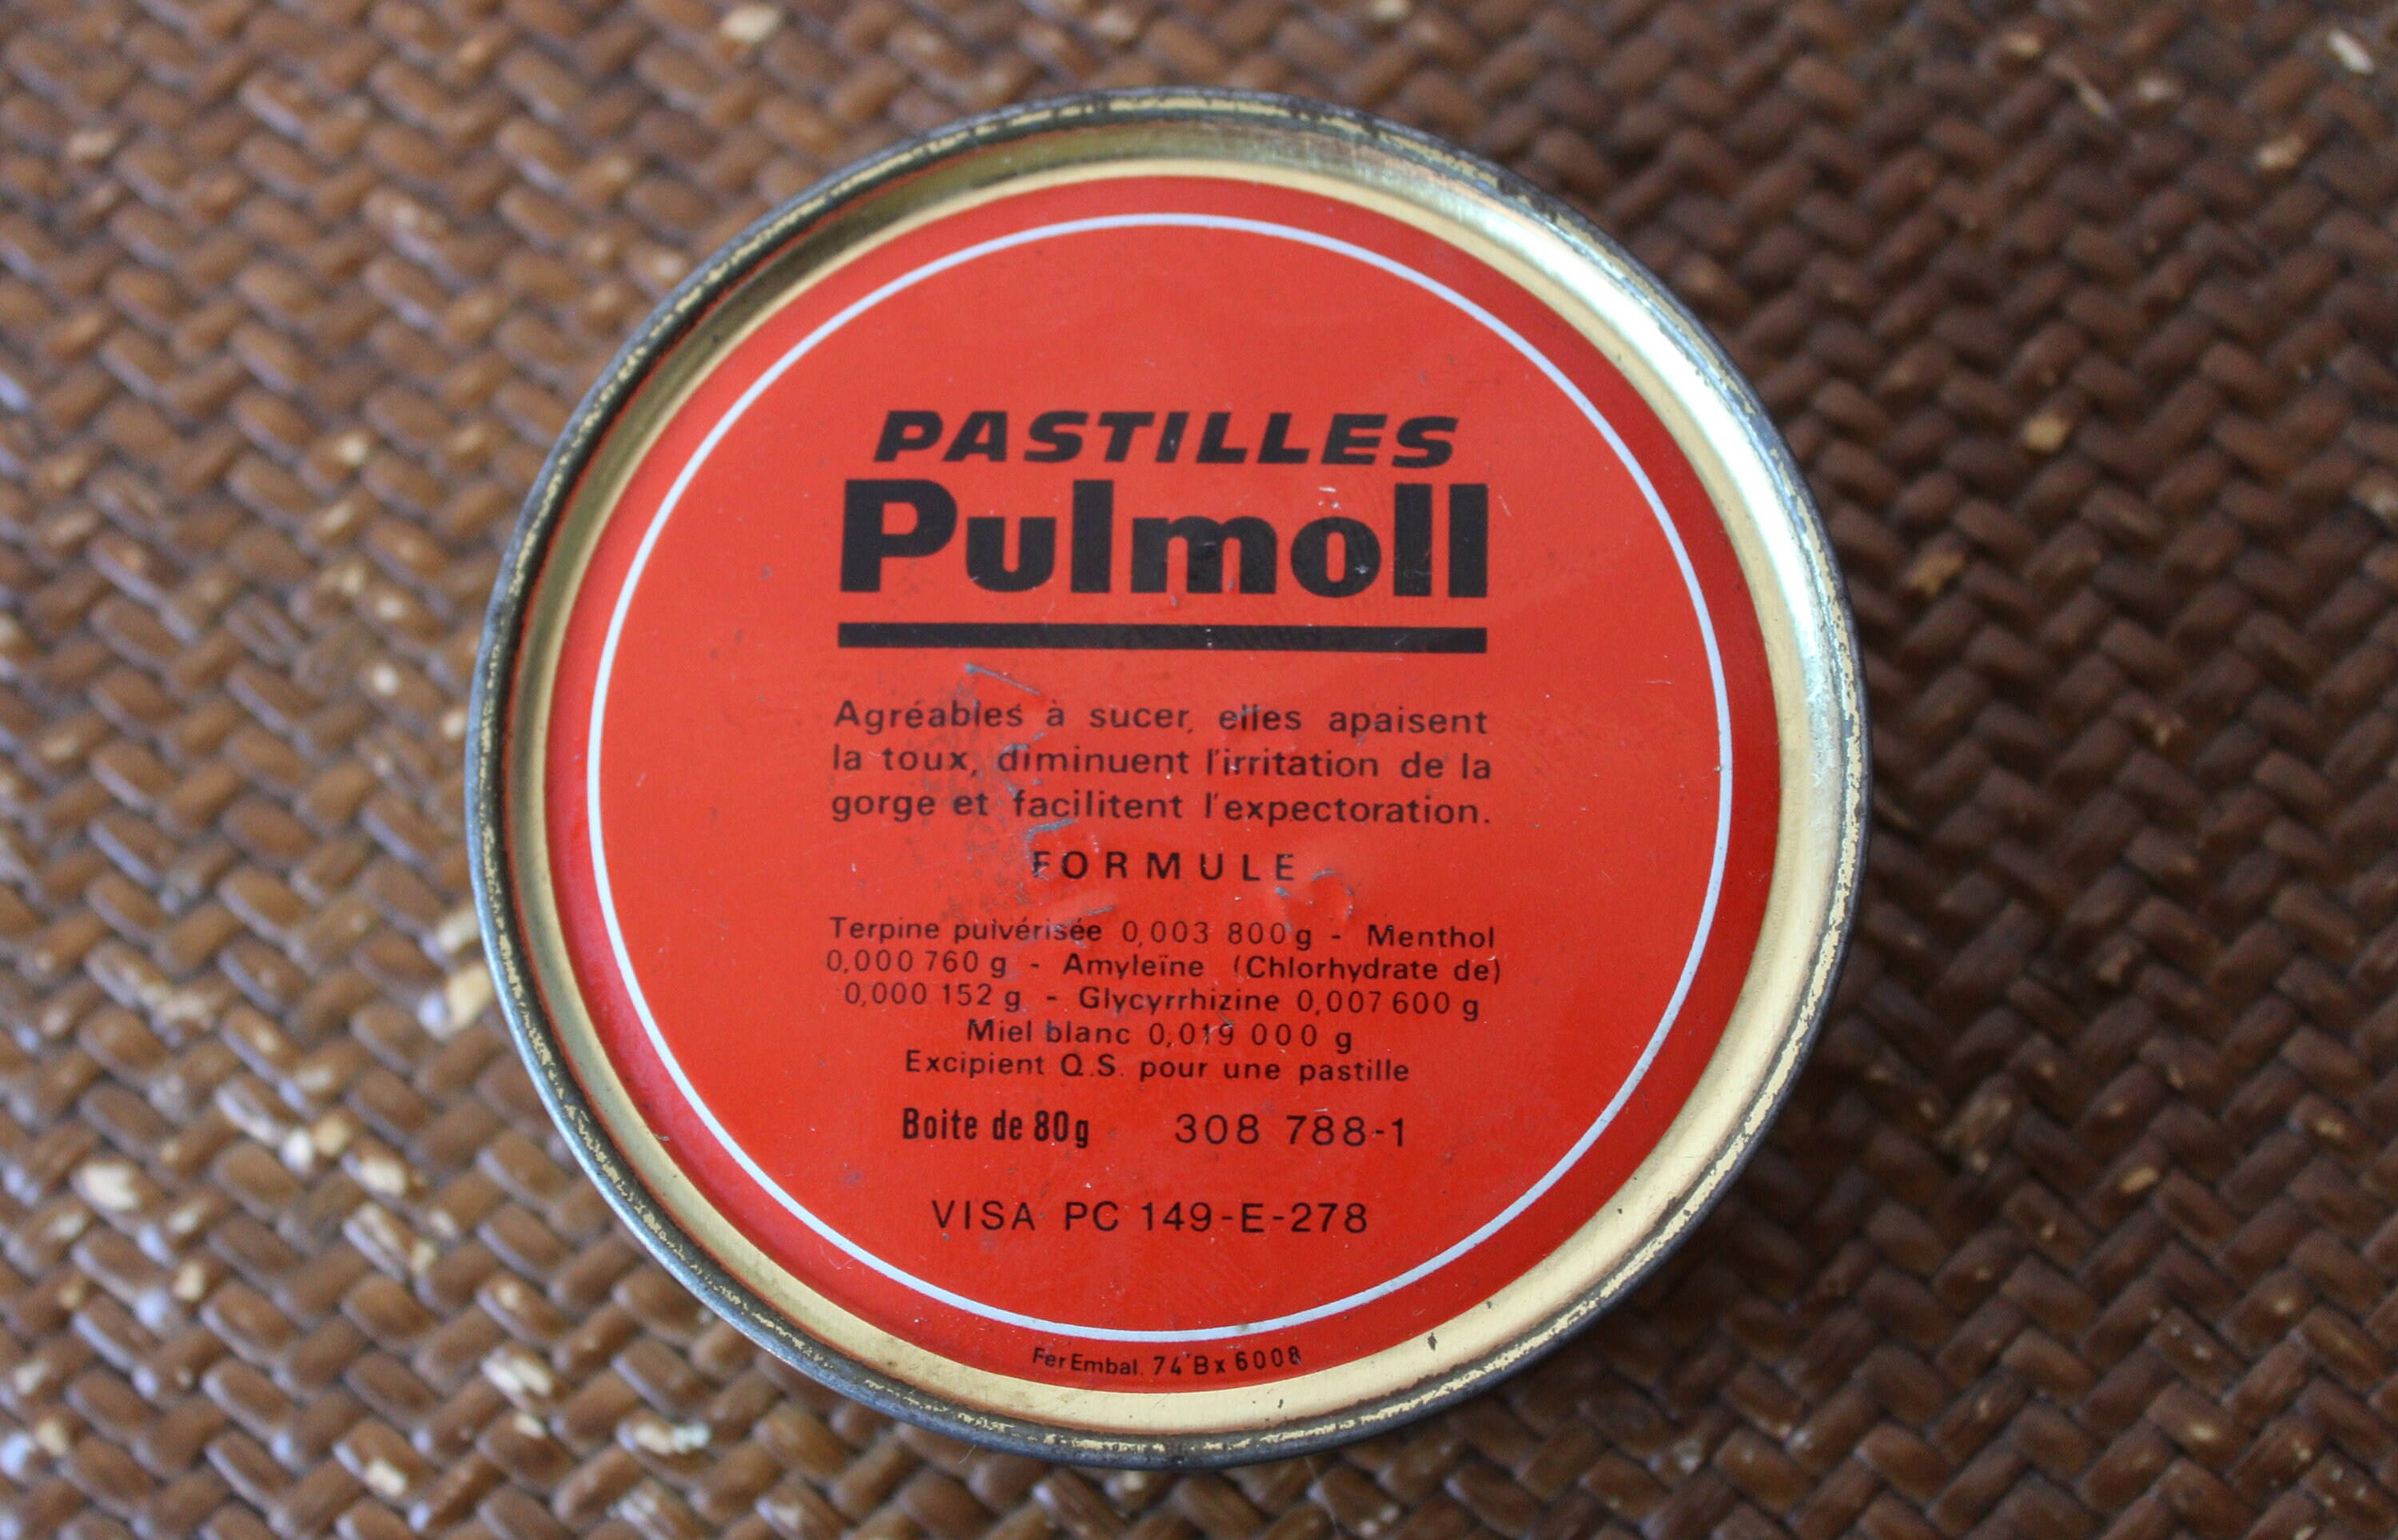 PASTILLES
Pulmoll
Agréables à sucer, elles apaisent
la toux, diminuent l'irritation de la
gorge et facilitent l'expectoration.
FORMULE
Terpine pulvérisée 0,003 800 g - Menthol
0,000 760 g - Amyleïne (Chlorhydrate de)
0,000 152 g - Glycyrrhizine 0,007 600 g
Miel blanc 0,019 000 g
Excipient Q.S. pour une pastille
Boite de 80g 308 788-1
VISA PC 149-E-278
Fer Embal. 74 Bx 6008